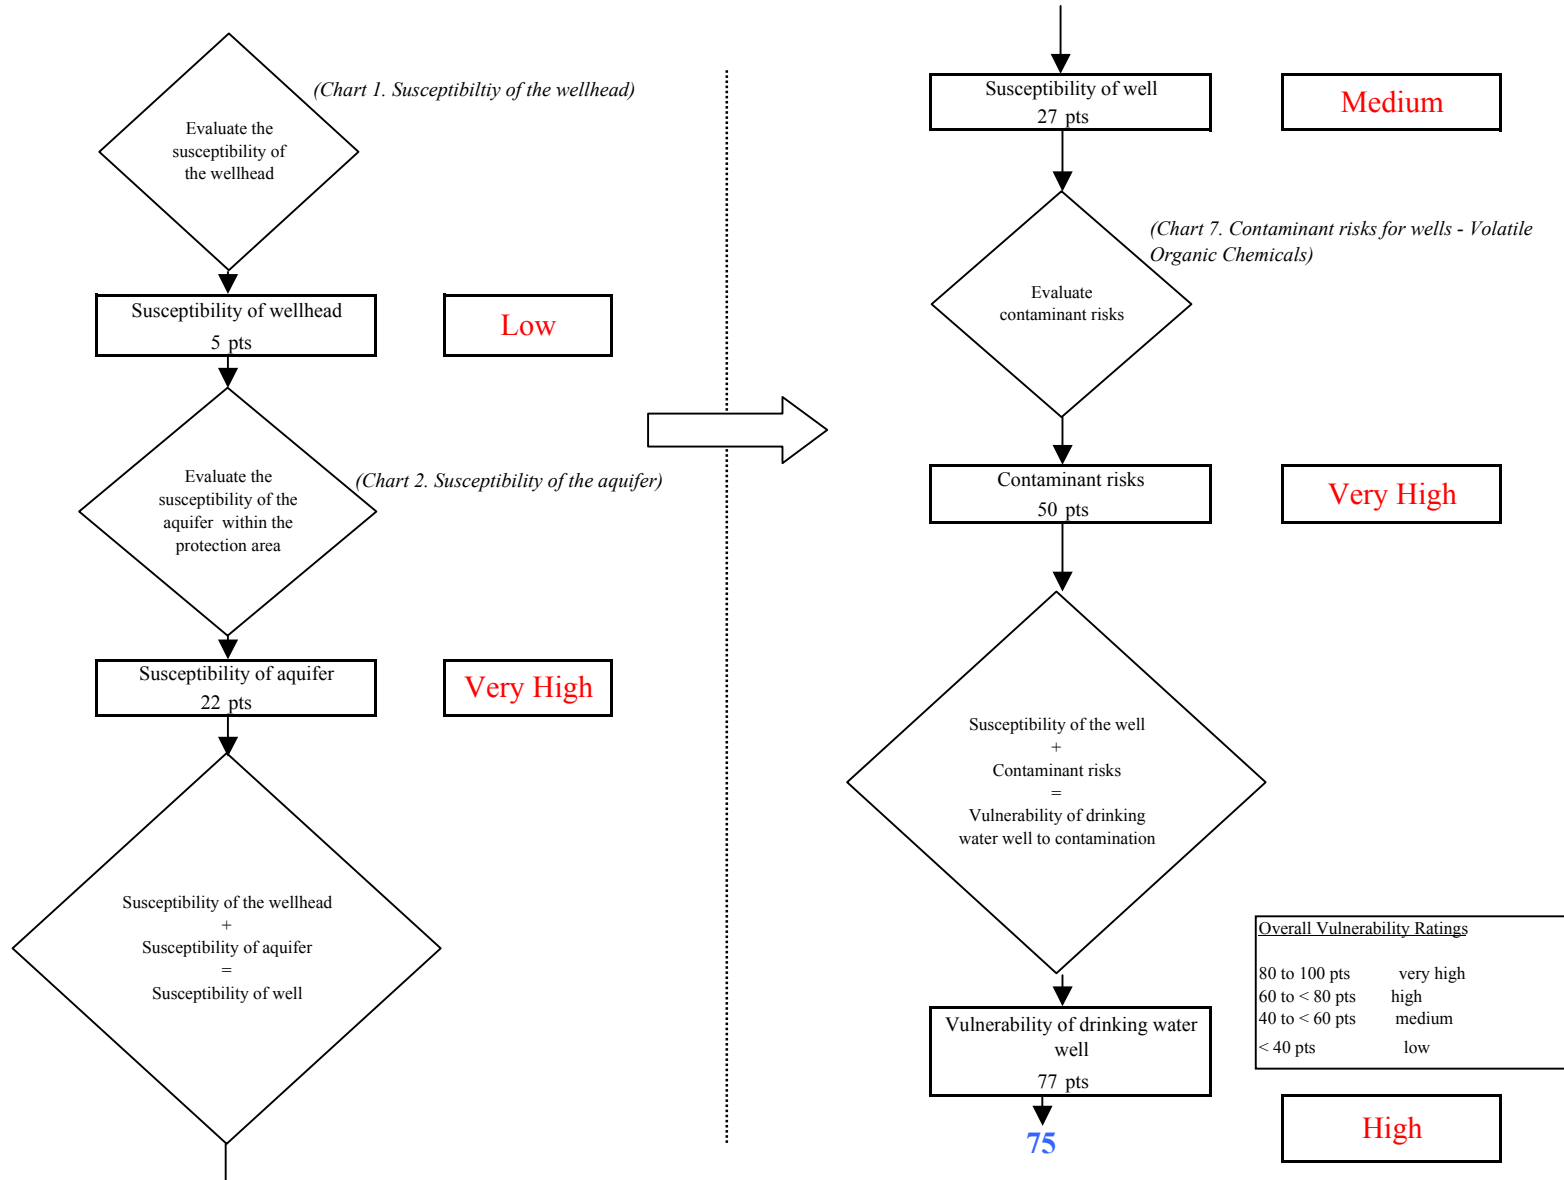 (Chart 1. Susceptibiltiy of the wellhead)
Evaluate the
susceptibility of
the wellhead
Susceptibility of wellhead
5 pts
Low
Evaluate the
susceptibility of the
aquifer within the
protection area
(Chart 2. Susceptibility of the aquifer)
Susceptibility of aquifer
22 pts
Very High
Susceptibility of the wellhead
+
Susceptibility of aquifer
=
Susceptibility of well
Susceptibility of well
27 pts
Medium
(Chart 7. Contaminant risks for wells - Volatile
Organic Chemicals)
Evaluate
contaminant risks
Contaminant risks
50 pts
Very High
Susceptibility of the well
+
Contaminant risks
=
Vulnerability of drinking
water well to contamination
Overall Vulnerability Ratings
80 to 100 pts very high
60 to < 80 pts high
40 to < 60 pts medium
< 40 pts low
Vulnerability of drinking water
well
77 pts
75
High